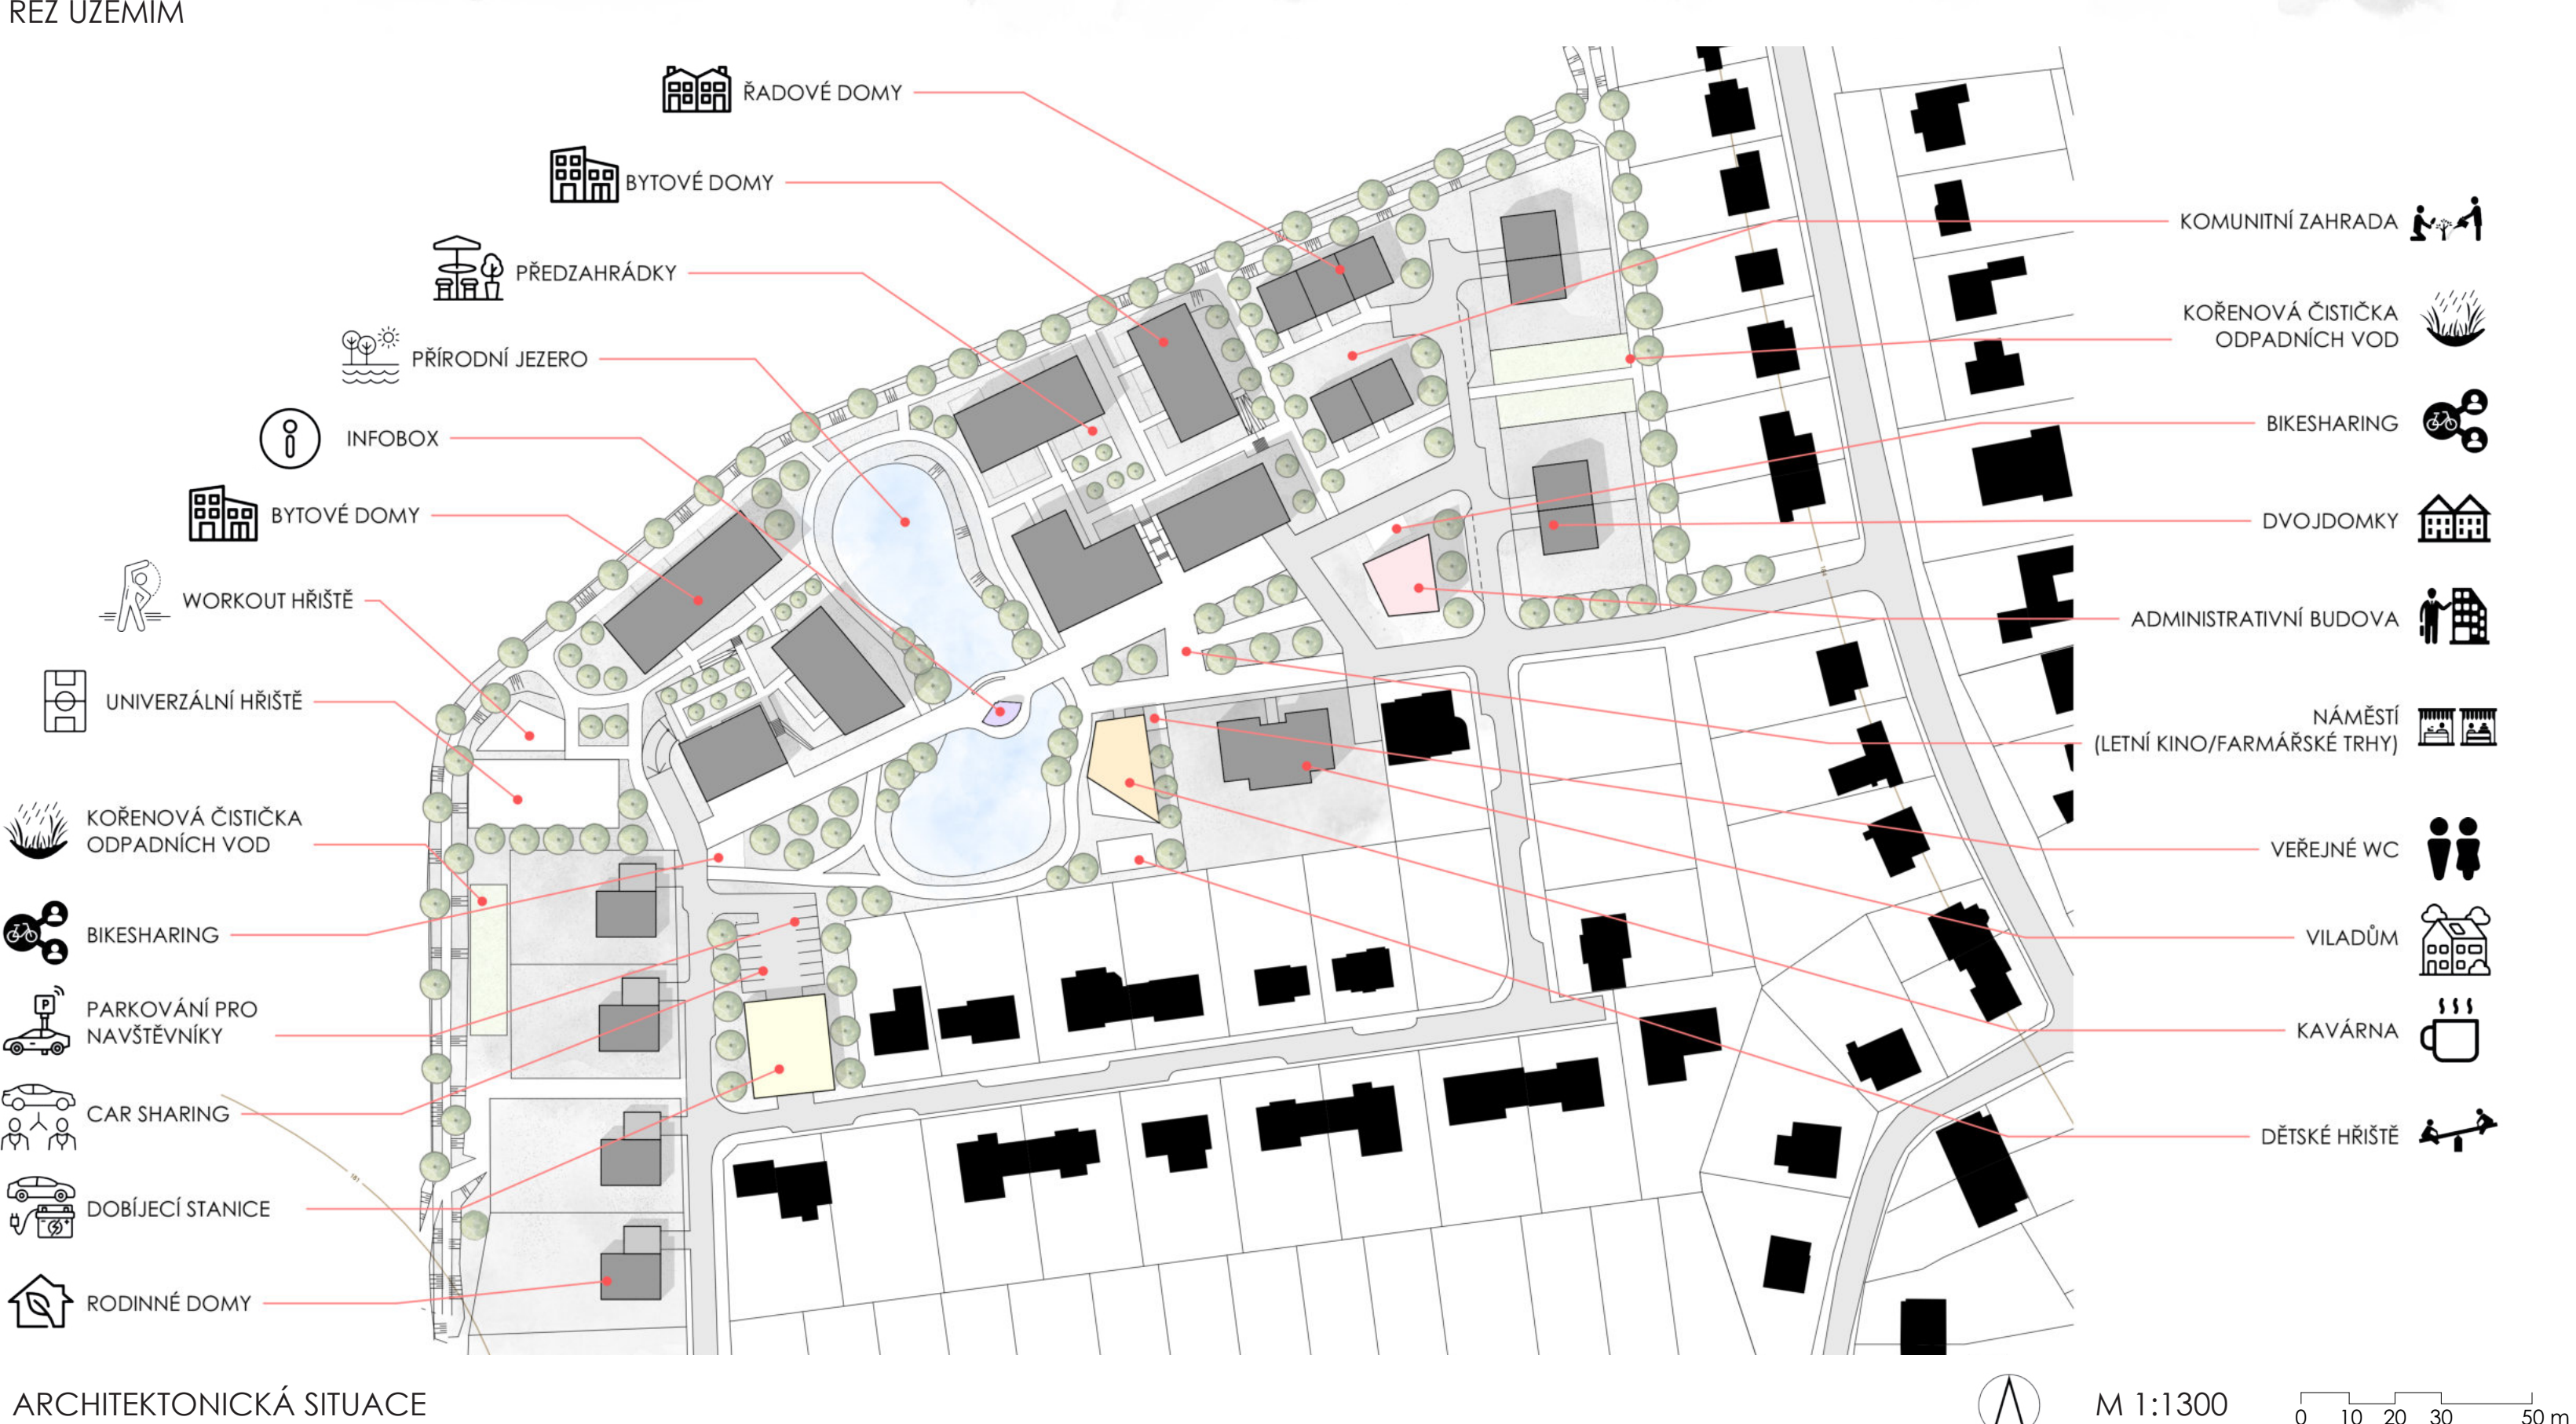 ŘEZ ÚZEMÍM
ŘADOVÉ DOMY
BYTOVÉ DOMY
PŘEDZAHRÁDKY
PŘÍRODNÍ JEZERO
INFOBOX
BYTOVÉ DOMY
WORKOUT HŘIŠTĚ
UNIVERZÁLNÍ HŘIŠTĚ
KOŘENOVÁ ČISTIČKA
ODPADNÍCH VOD
BIKESHARING
P
PARKOVÁNÍ PRO
NAVŠTĚVNÍKY
CAR SHARING
DOBÍJECÍ STANICE
RODINNÉ DOMY
181
KOMUNITNÍ ZAHRADA
KOŘENOVÁ ČISTIČKA
ODPADNÍCH VOD
BIKESHARING
DVOJDOMKY
ADMINISTRATIVNÍ BUDOVA
NÁMĚSTÍ
(LETNÍ KINO/FARMÁŘSKÉ TRHY)
VEŘEJNÉ WC
VILADŮM
KAVÁRNA
DĚTSKÉ HŘIŠTĚ
ARCHITEKTONICKÁ SITUACE
M 1:1300
0 10 20 30 50 m